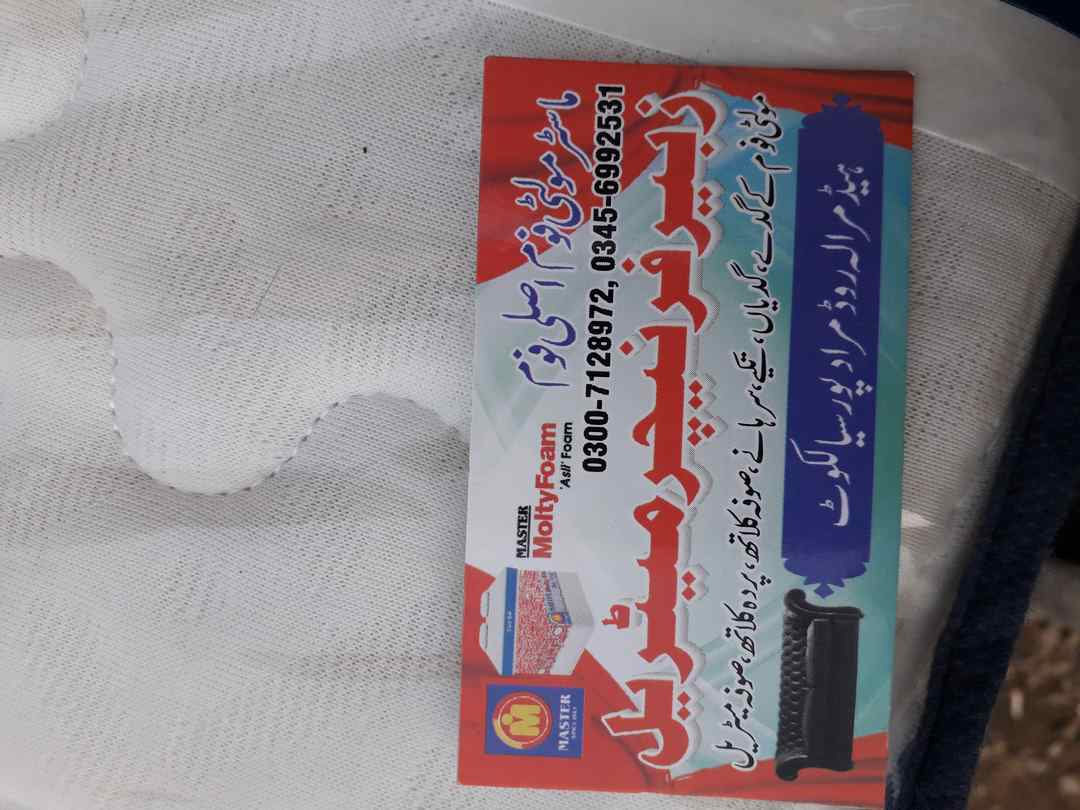 ماسٹر مولٹی فوم اصلی فوم
MASTER
MoltyFoam
'Asli' Foam
0300-7128972, 0345-6992531
MASTER
زبیر فرنیچر میٹریل
مولٹی فوم کے گدے، گدیاں، تکیے، سرہانے، صوفہ کلاتھ، پردہ کلاتھ، صوفہ میٹریل
ہیڈ مرالہ روڈ مراد پور سیالکوٹ